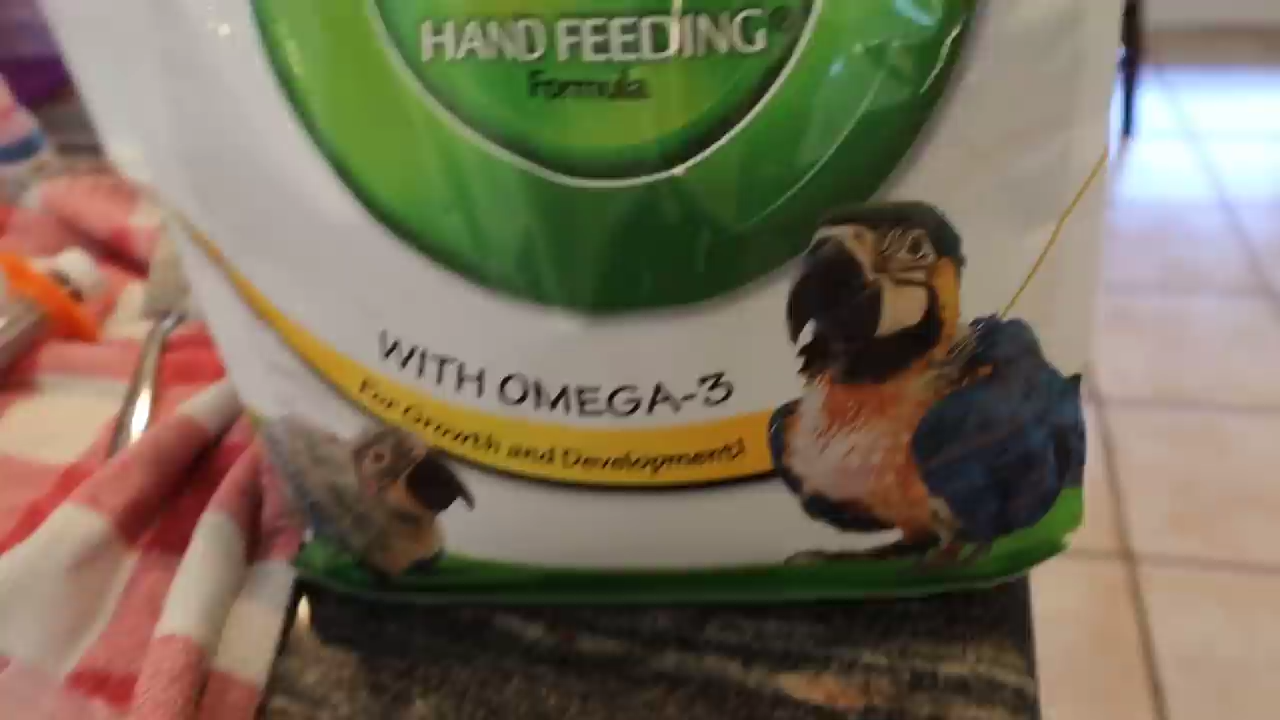 HAND FEEDING
Formula
WITH OMEGA-3
For Growth and Development!